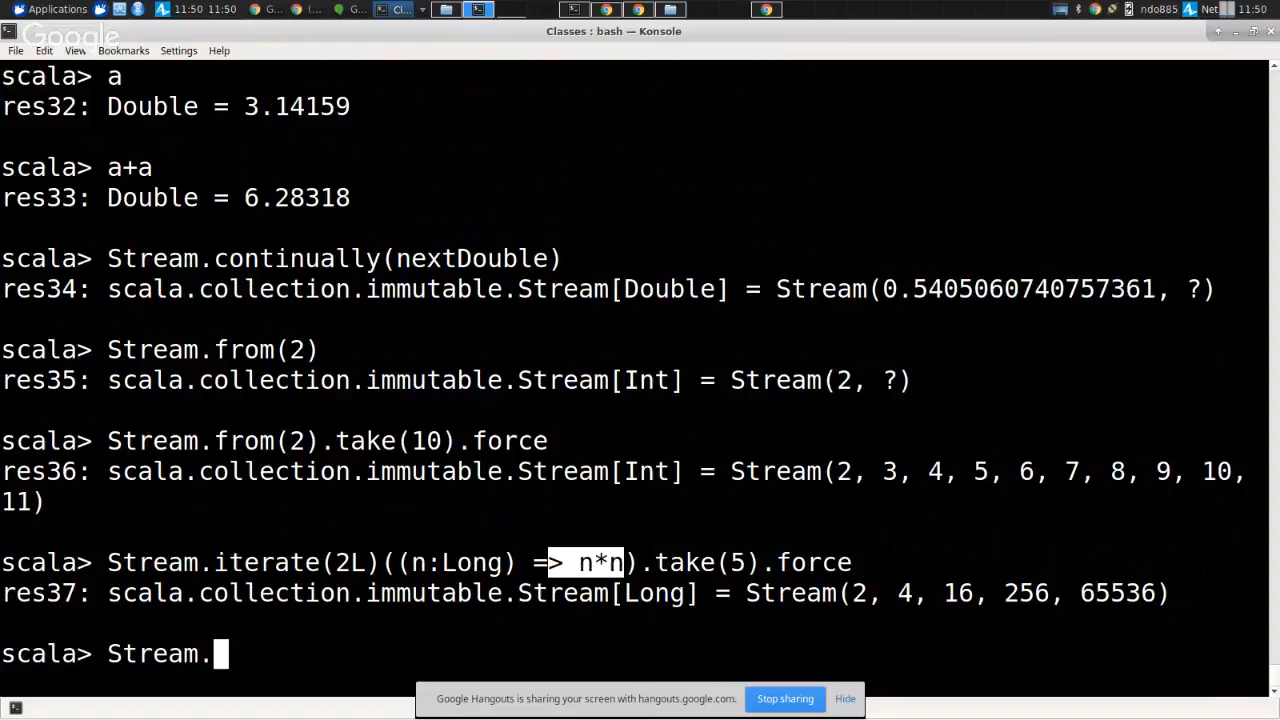 Applications 11:50 11:50 G... (... G... Cl... ndo885 Net 11:50
Google
Classes : bash — Konsole
File Edit View Bookmarks Settings Help
scala> a
res32: Double = 3.14159
scala> a+a
res33: Double = 6.28318
scala> Stream.continually(nextDouble)
res34: scala.collection.immutable.Stream[Double] = Stream(0.5405060740757361, ?)
scala> Stream.from(2)
res35: scala.collection.immutable.Stream[Int] = Stream(2, ?)
scala> Stream.from(2).take(10).force
res36: scala.collection.immutable.Stream[Int] = Stream(2, 3, 4, 5, 6, 7, 8, 9, 10,
11)
scala> Stream.iterate(2L)((n:Long) => n*n).take(5).force
res37: scala.collection.immutable.Stream[Long] = Stream(2, 4, 16, 256, 65536)
scala> Stream.
Google Hangouts is sharing your screen with hangouts.google.com. Stop sharing Hide